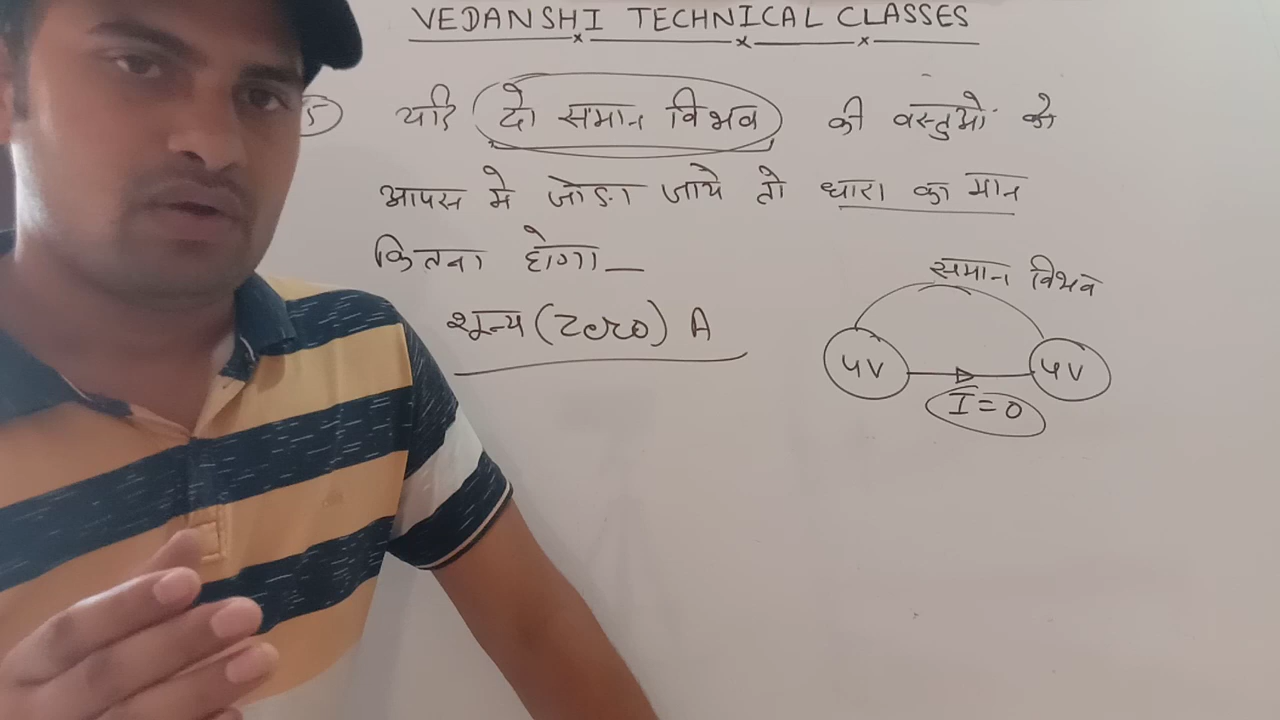 VEDANSHI TECHNICAL CLASSES
5) यदि दो समान विभव की वस्तुओं को
आपस मे जोङा जाये तो धारा का मान
कितना होगा_
शून्य (Zero) A
समान विभव
4V 4V
I=0